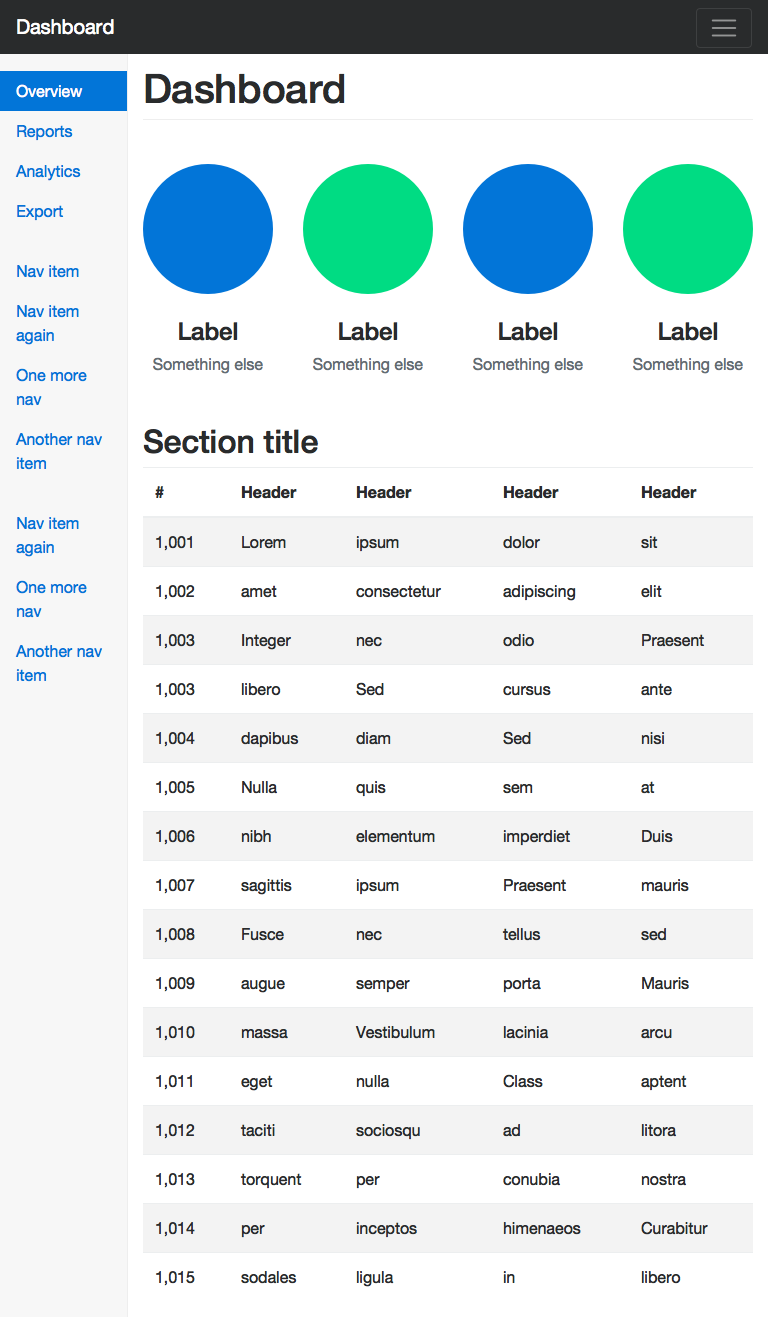 Dashboard
Overview
Reports
Analytics
Export
Nav item
Nav item
again
One more
nav
Another nav
item
Nav item
again
One more
nav
Another nav
item
Dashboard
Label Label Label Label
Something else Something else Something else Something else
Section title
# Header Header Header Header
1,001 Lorem ipsum dolor sit
1,002 amet consectetur adipiscing elit
1,003 Integer nec odio Praesent
1,003 libero Sed cursus ante
1,004 dapibus diam Sed nisi
1,005 Nulla quis sem at
1,006 nibh elementum imperdiet Duis
1,007 sagittis ipsum Praesent mauris
1,008 Fusce nec tellus sed
1,009 augue semper porta Mauris
1,010 massa Vestibulum lacinia arcu
1,011 eget nulla Class aptent
1,012 taciti sociosqu ad litora
1,013 torquent per conubia nostra
1,014 per inceptos himenaeos Curabitur
1,015 sodales ligula in libero